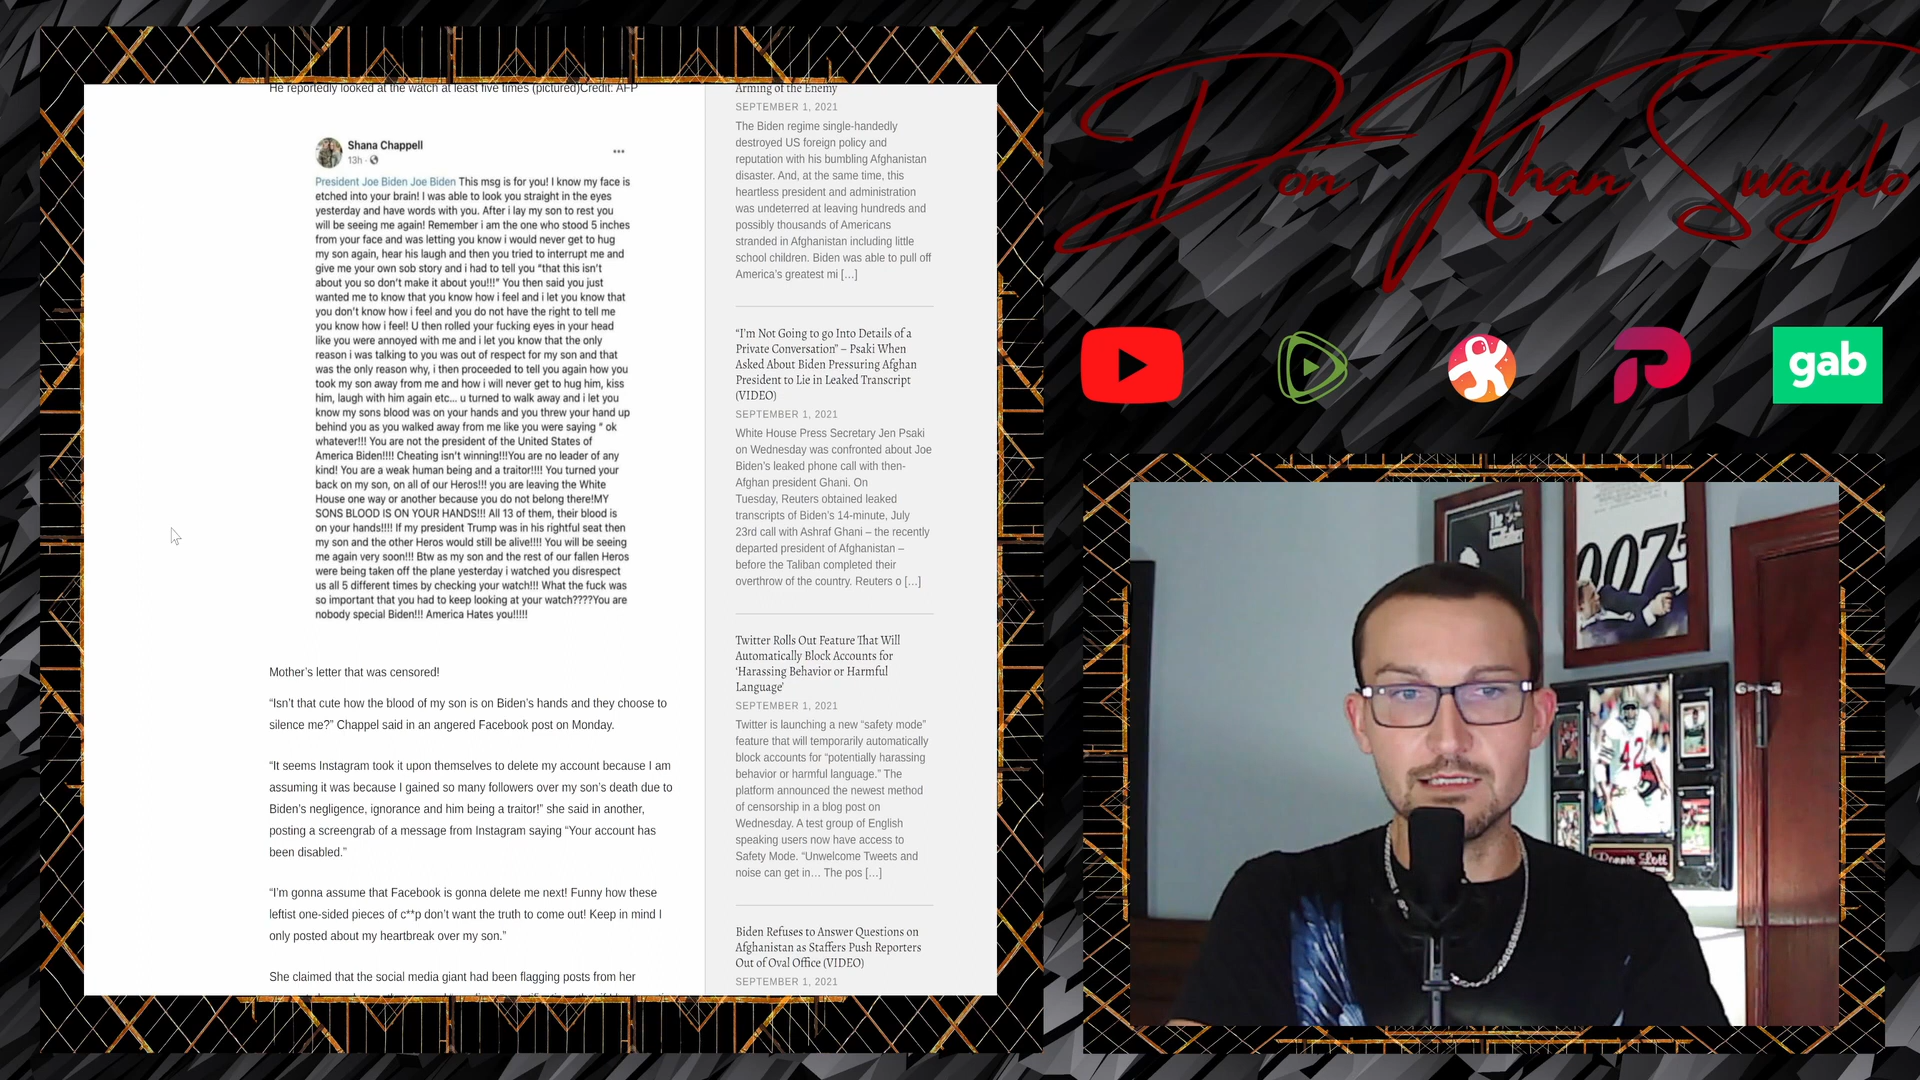 He reportedly looked at the watch at least five times (pictured)Credit: AFP
Shana Chappell
13h ·
President Joe Biden Joe Biden This msg is for you! I know my face is
etched into your brain! I was able to look you straight in the eyes
yesterday and have words with you. After i lay my son to rest you
will be seeing me again! Remember i am the one who stood 5 inches
from your face and was letting you know i would never get to hug
my son again, hear his laugh and then you tried to interrupt me and
give me your own sob story and i had to tell you “that this isn't
about you so don't make it about you!!!” You then said you just
wanted me to know that you know how i feel and i let you know that
you don't know how i feel and you do not have the right to tell me
you know how i feel! U then rolled your fucking eyes in your head
like you were annoyed with me and i let you know that the only
reason i was talking to you was out of respect for my son and that
was the only reason why, i then proceeded to tell you again how you
took my son away from me and how i will never get to hug him, kiss
him, laugh with him again etc... u turned to walk away and i let you
know my sons blood was on your hands and you threw your hand up
behind you as you walked away from me like you were saying “ ok
whatever!!! You are not the president of the United States of
America Biden!!!! Cheating isn't winning!!!You are no leader of any
kind! You are a weak human being and a traitor!!!! You turned your
back on my son, on all of our Heros!!! you are leaving the White
House one way or another because you do not belong there!MY
SONS BLOOD IS ON YOUR HANDS!!! All 13 of them, their blood is
on your hands!!!! If my president Trump was in his rightful seat then
my son and the other Heros would still be alive!!!! You will be seeing
me again very soon!!! Btw as my son and the rest of our fallen Heros
were being taken off the plane yesterday i watched you disrespect
us all 5 different times by checking your watch!!! What the fuck was
so important that you had to keep looking at your watch????You are
nobody special Biden!!! America Hates you!!!!!
Mother’s letter that was censored!
“Isn’t that cute how the blood of my son is on Biden’s hands and they choose to
silence me?” Chappel said in an angered Facebook post on Monday.
“It seems Instagram took it upon themselves to delete my account because I am
assuming it was because I gained so many followers over my son’s death due to
Biden’s negligence, ignorance and him being a traitor!” she said in another,
posting a screengrab of a message from Instagram saying “Your account has
been disabled.”
“I’m gonna assume that Facebook is gonna delete me next! Funny how these
leftist one-sided pieces of c**p don’t want the truth to come out! Keep in mind I
only posted about my heartbreak over my son.”
She claimed that the social media giant had been flagging posts from her
Arming of the Enemy
SEPTEMBER 1, 2021
The Biden regime single-handedly
destroyed US foreign policy and
reputation with his bumbling Afghanistan
disaster. And, at the same time, this
heartless president and administration
was undeterred at leaving hundreds and
possibly thousands of Americans
stranded in Afghanistan including little
school children. Biden was able to pull off
America’s greatest mi […]
“I’m Not Going to go Into Details of a
Private Conversation” – Psaki When
Asked About Biden Pressuring Afghan
President to Lie in Leaked Transcript
(VIDEO)
SEPTEMBER 1, 2021
White House Press Secretary Jen Psaki
on Wednesday was confronted about Joe
Biden’s leaked phone call with then-
Afghan president Ghani. On
Tuesday, Reuters obtained leaked
transcripts of Biden’s 14-minute, July
23rd call with Ashraf Ghani – the recently
departed president of Afghanistan –
before the Taliban completed their
overthrow of the country. Reuters o […]
Twitter Rolls Out Feature That Will
Automatically Block Accounts for
‘Harassing Behavior or Harmful
Language’
SEPTEMBER 1, 2021
Twitter is launching a new “safety mode”
feature that will temporarily automatically
block accounts for “potentially harassing
behavior or harmful language.” The
platform announced the newest method
of censorship in a blog post on
Wednesday. A test group of English
speaking users now have access to
Safety Mode. “Unwelcome Tweets and
noise can get in… The pos […]
Biden Refuses to Answer Questions on
Afghanistan as Staffers Push Reporters
Out of Oval Office (VIDEO)
SEPTEMBER 1, 2021
Don Khan Swaylo
gab
The
007
42
Ronnie Lott